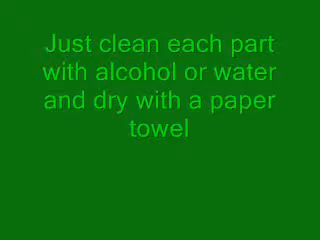 Just clean each part
with alcohol or water
and dry with a paper
towel